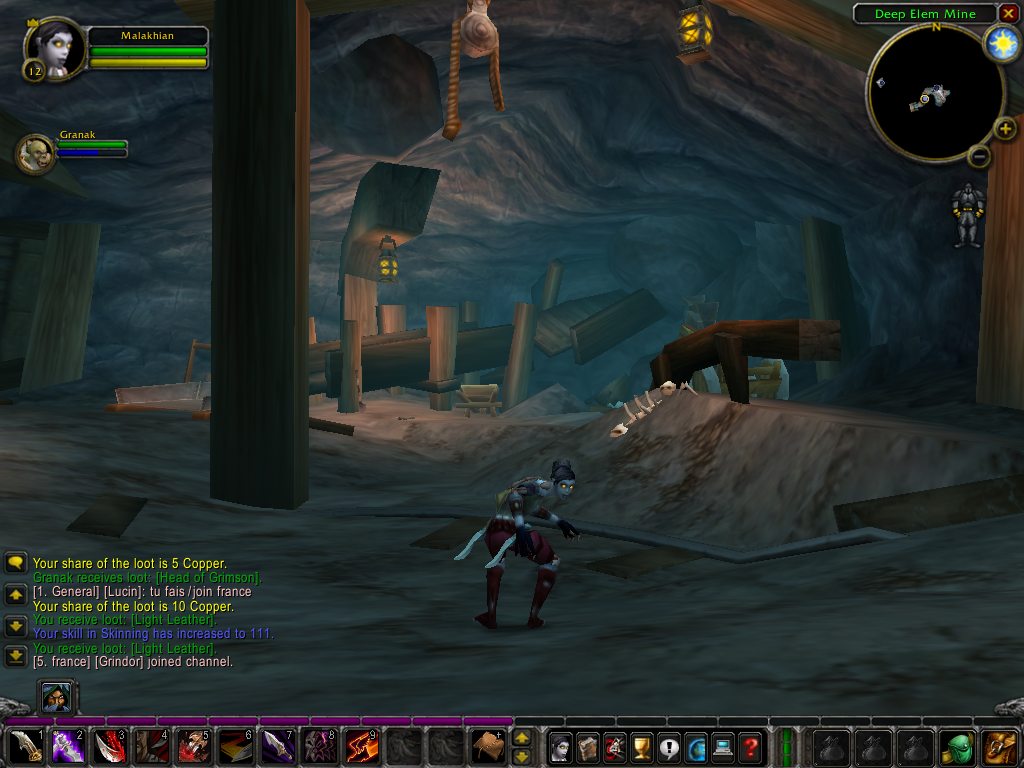 Malakhian
12
Granak
Deep Elem Mine
N
Your share of the loot is 5 Copper.
Granak receives loot: [Head of Grimson].
[1. General] [Lucin]: tu fais /join france
Your share of the loot is 10 Copper.
You receive loot: [Light Leather].
Your skill in Skinning has increased to 111.
You receive loot: [Light Leather].
[5. france] [Grindor] joined channel.
1 2 3 4 5 6 7 8 9 +